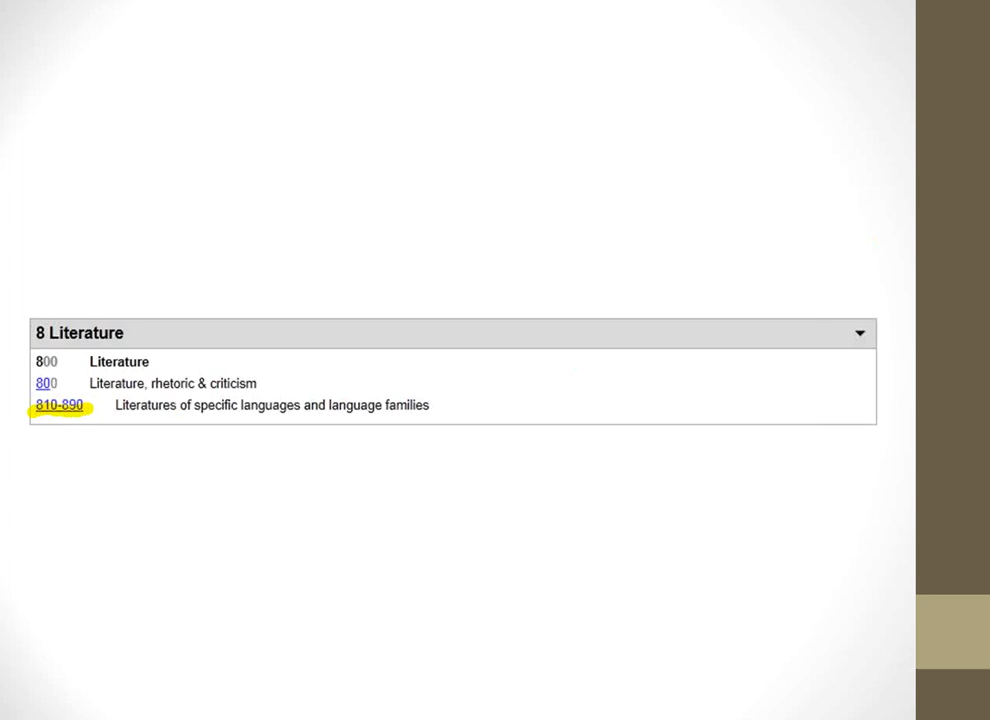 8 Literature
800 Literature
800 Literature, rhetoric & criticism
810-890 Literatures of specific languages and language families